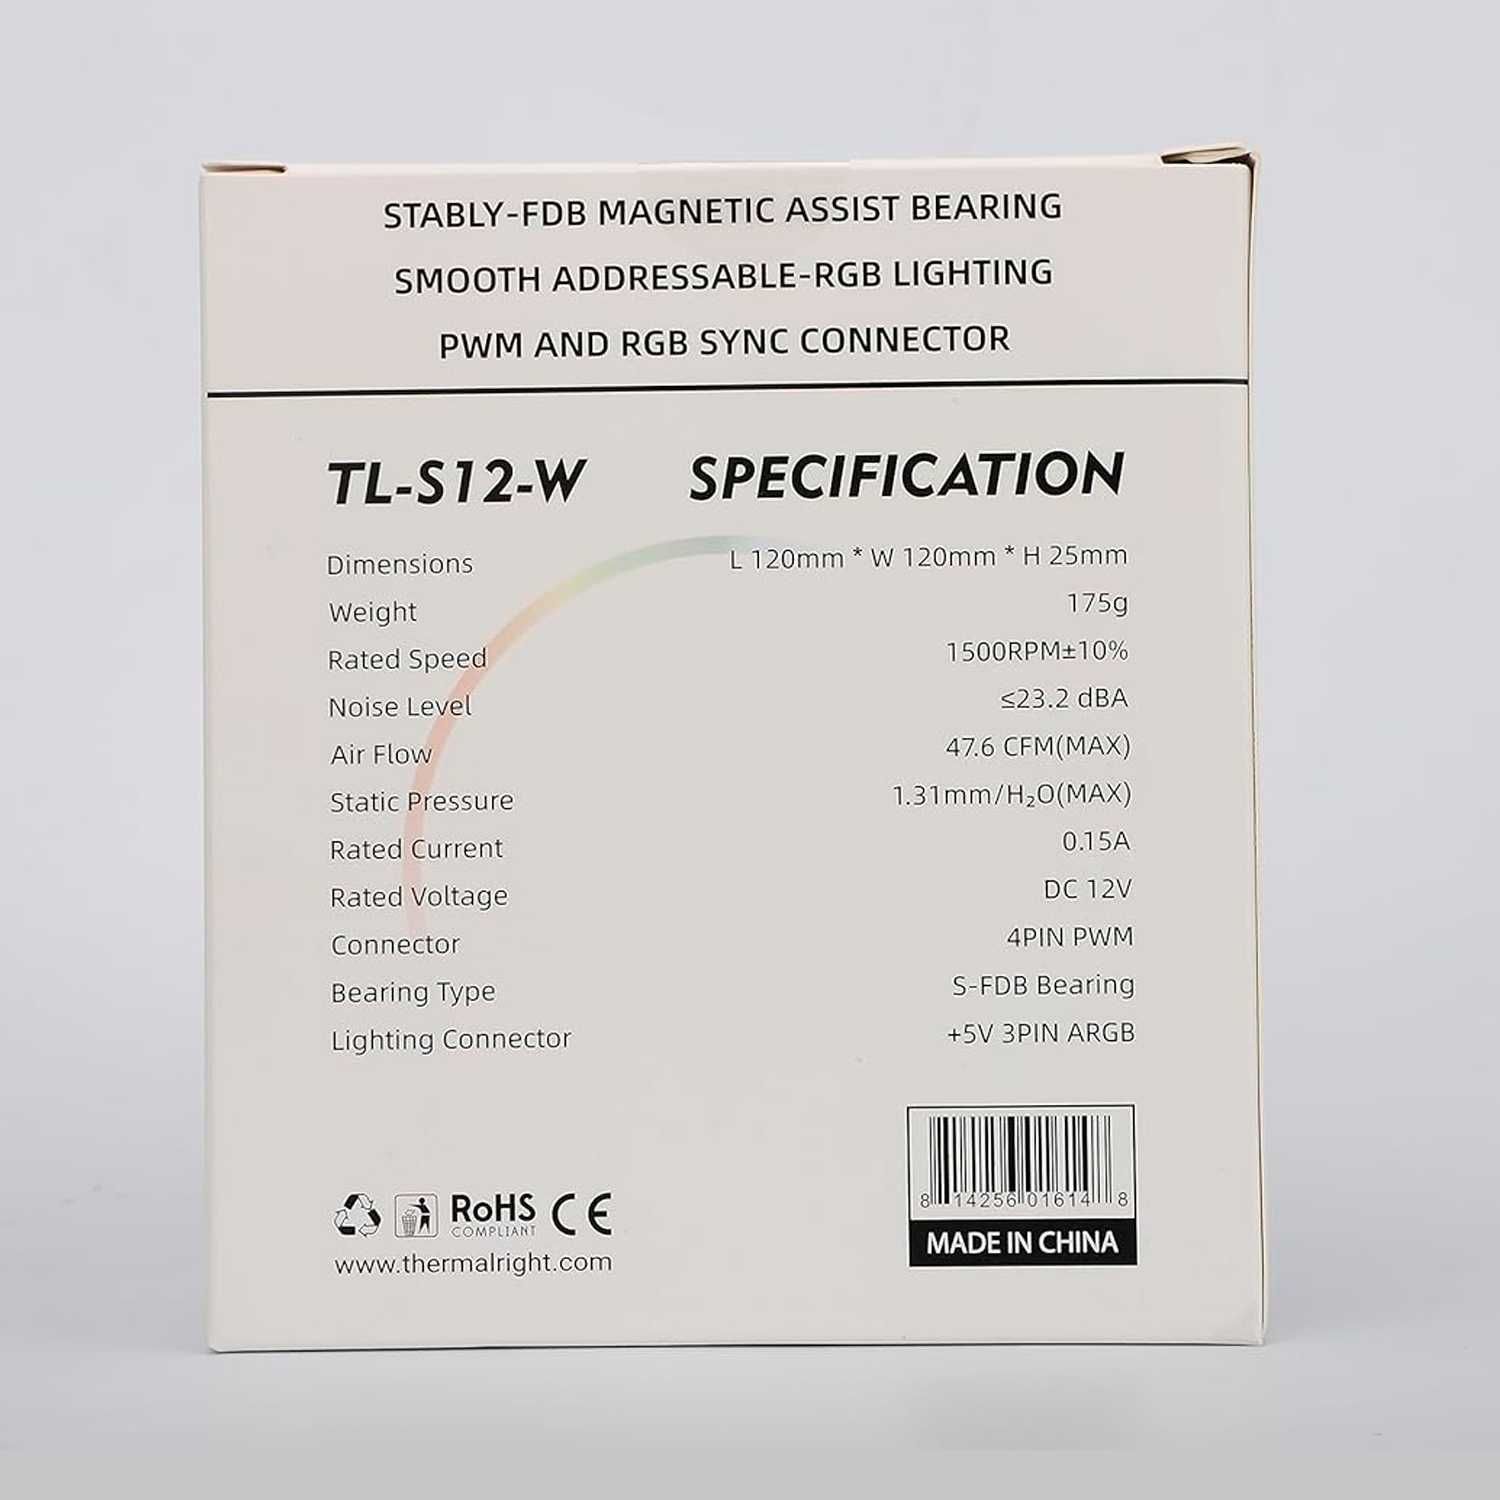 STABLY-FDB MAGNETIC ASSIST BEARING
SMOOTH ADDRESSABLE-RGB LIGHTING
PWM AND RGB SYNC CONNECTOR
TL-S12-W SPECIFICATION
Dimensions L 120mm * W 120mm * H 25mm
Weight 175g
Rated Speed 1500RPM±10%
Noise Level ≤23.2 dBA
Air Flow 47.6 CFM(MAX)
Static Pressure 1.31mm/H₂O(MAX)
Rated Current 0.15A
Rated Voltage DC 12V
Connector 4PIN PWM
Bearing Type S-FDB Bearing
Lighting Connector +5V 3PIN ARGB
8 14256 01614 8
RoHS CE
COMPLIANT
MADE IN CHINA
www.thermalright.com